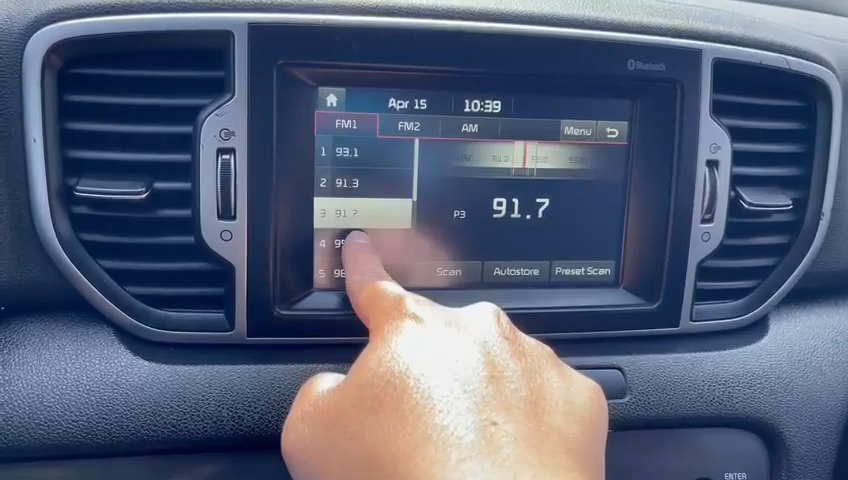 Bluetooth
Apr 15 10:39
FM1 FM2 AM Menu
1 93.1
2 91.3
3 91.7
P3 91.7
4
5 98
Scan Autostore Preset Scan
ENTER